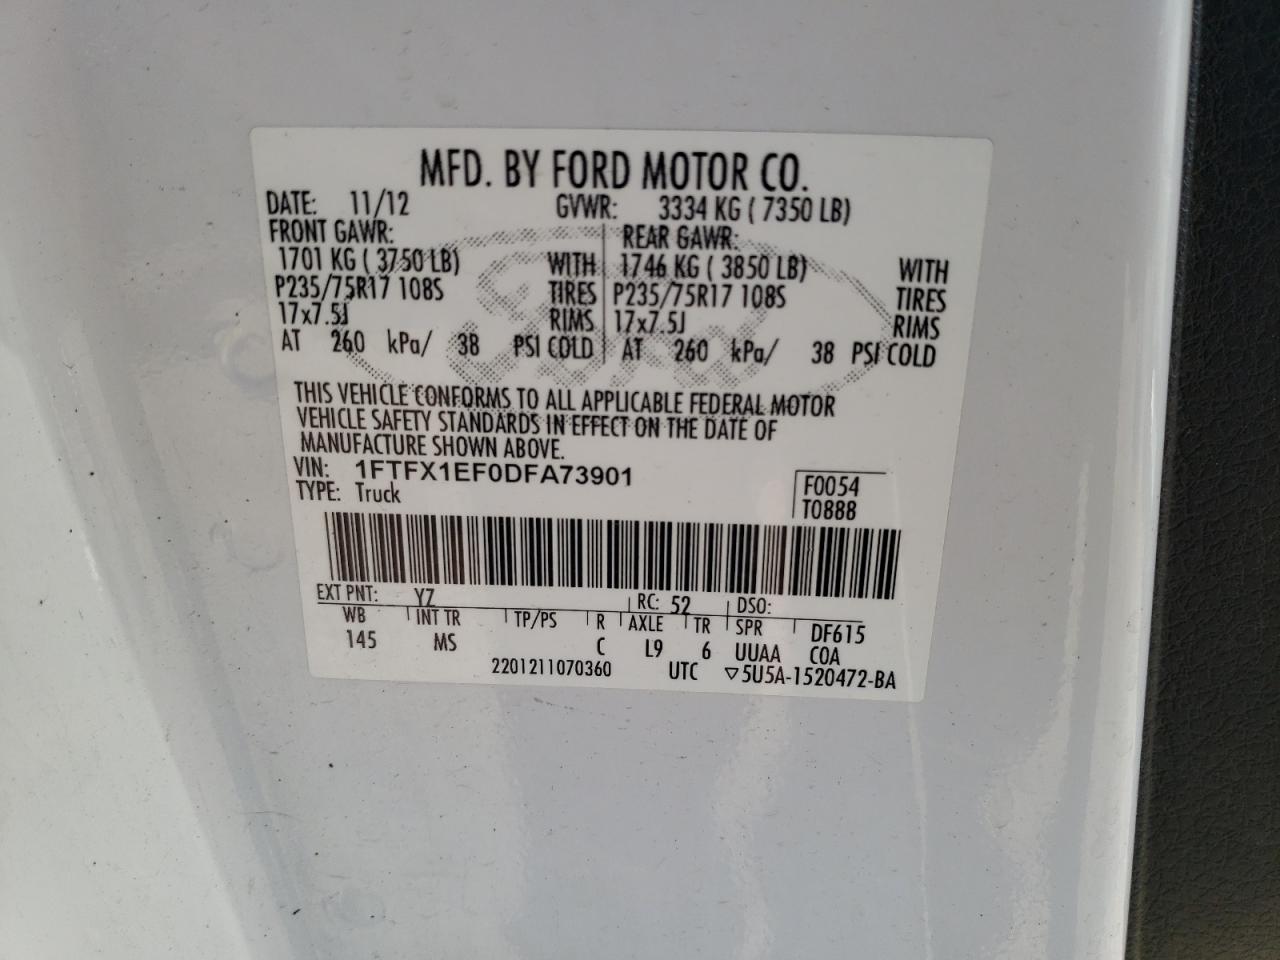 MFD. BY FORD MOTOR CO.
DATE: 11/12 GVWR: 3334 KG ( 7350 LB)
FRONT GAWR: REAR GAWR:
1701 KG ( 3750 LB) WITH 1746 KG ( 3850 LB) WITH
P235/75R17 108S TIRES P235/75R17 108S TIRES
17x7.5J RIMS 17x7.5J RIMS
AT 260 kPa/ 38 PSI COLD AT 260 kPa/ 38 PSI COLD
Ford
THIS VEHICLE CONFORMS TO ALL APPLICABLE FEDERAL MOTOR
VEHICLE SAFETY STANDARDS IN EFFECT ON THE DATE OF
MANUFACTURE SHOWN ABOVE.
VIN: 1FTFX1EF0DFA73901 F0054
TYPE: Truck T0888
EXT PNT: YZ RC: 52 DSO:
WB INT TR TP/PS R AXLE TR SPR DF615
145 MS C L9 6 UUAA COA
2201211070360 UTC ▽5U5A-1520472-BA